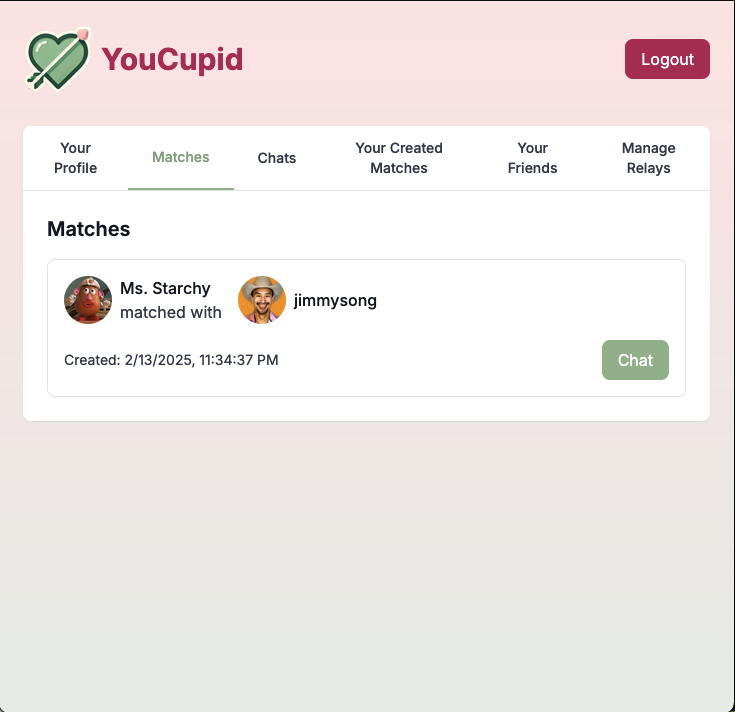 YouCupid
Logout
Your
Profile
Matches
Chats
Your Created
Matches
Your
Friends
Manage
Relays
Matches
Ms. Starchy
matched with
jimmysong
Created: 2/13/2025, 11:34:37 PM
Chat